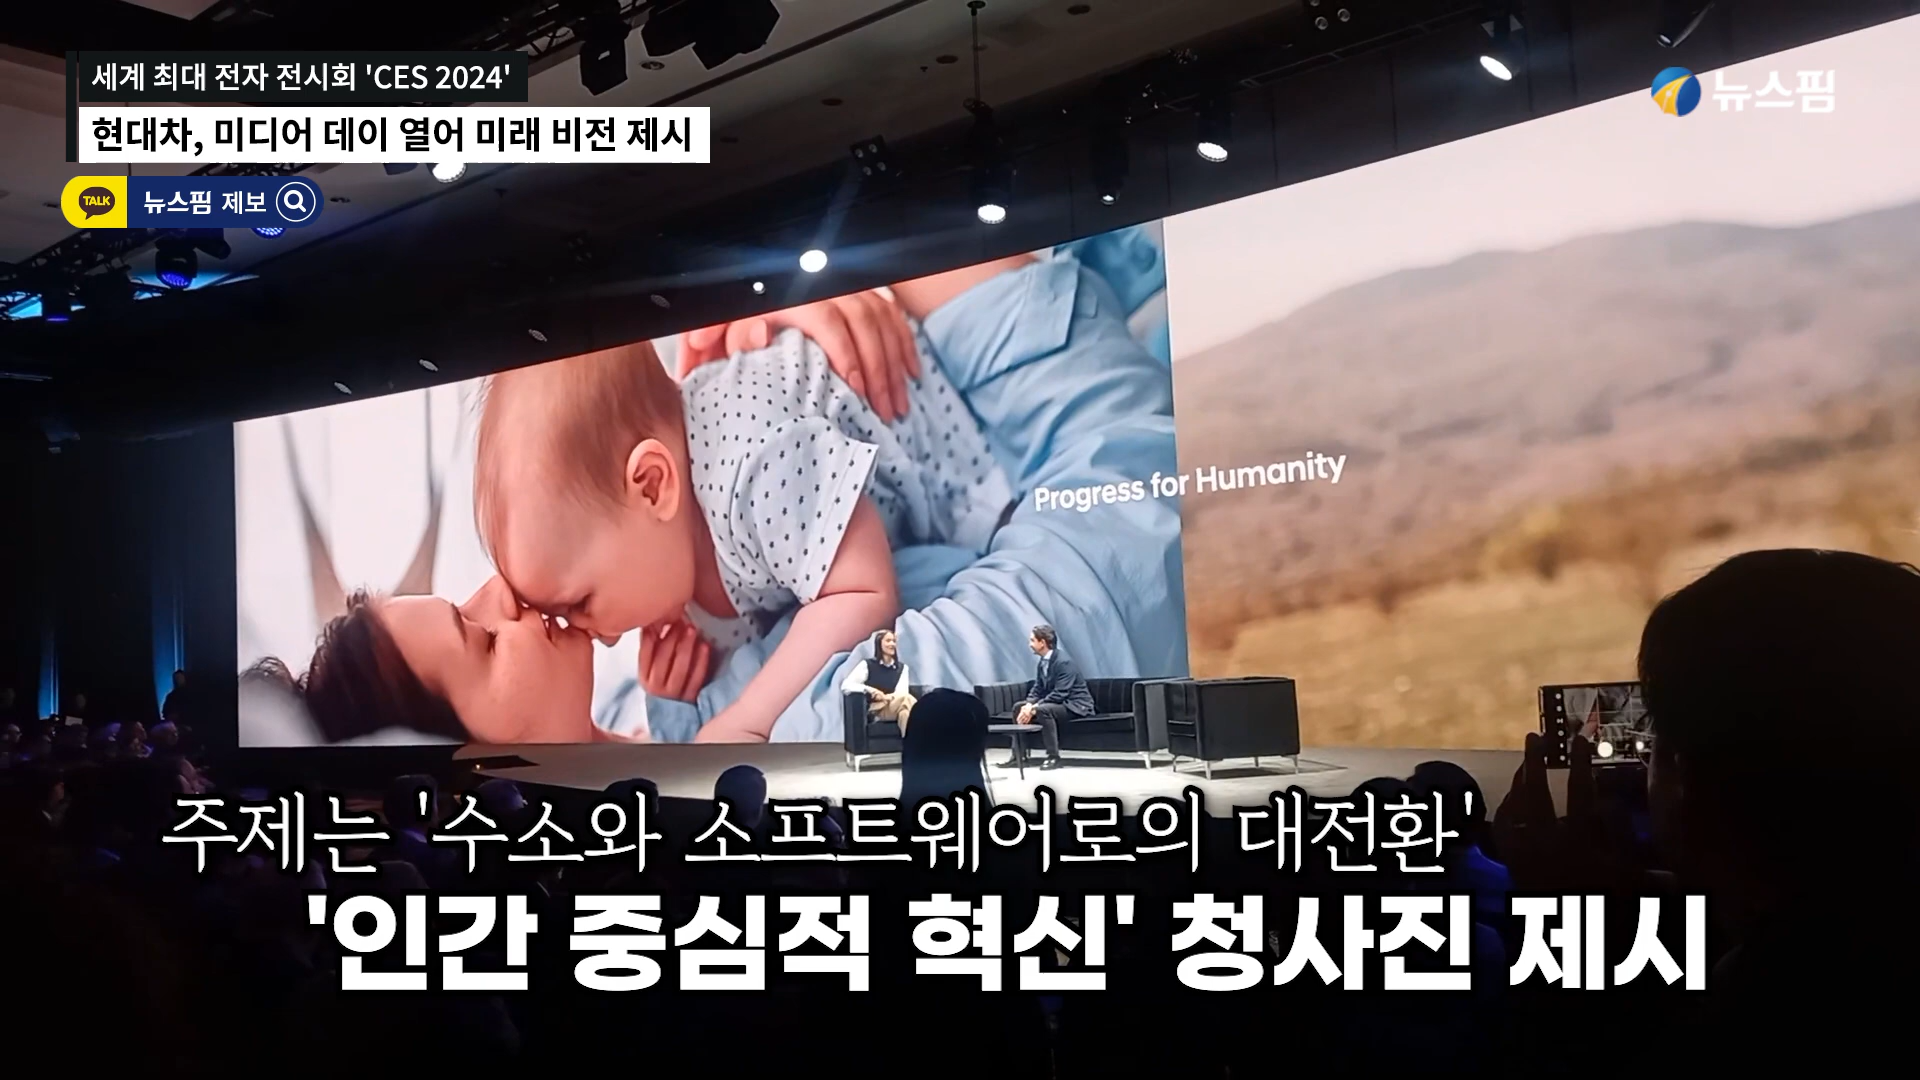 세계 최대 전자 전시회 'CES 2024'
현대차, 미디어 데이 열어 미래 비전 제시
TALK 뉴스핌 제보
뉴스핌
Progress for Humanity
주제는 '수소와 소프트웨어로의 대전환'
'인간 중심적 혁신' 청사진 제시